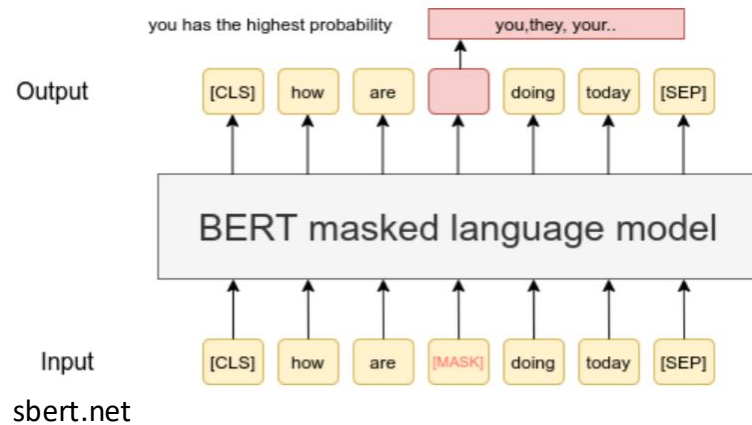 you has the highest probability
you,they, your..
Output
[CLS] how are doing today [SEP]
BERT masked language model
Input
[CLS] how are [MASK] doing today [SEP]
sbert.net